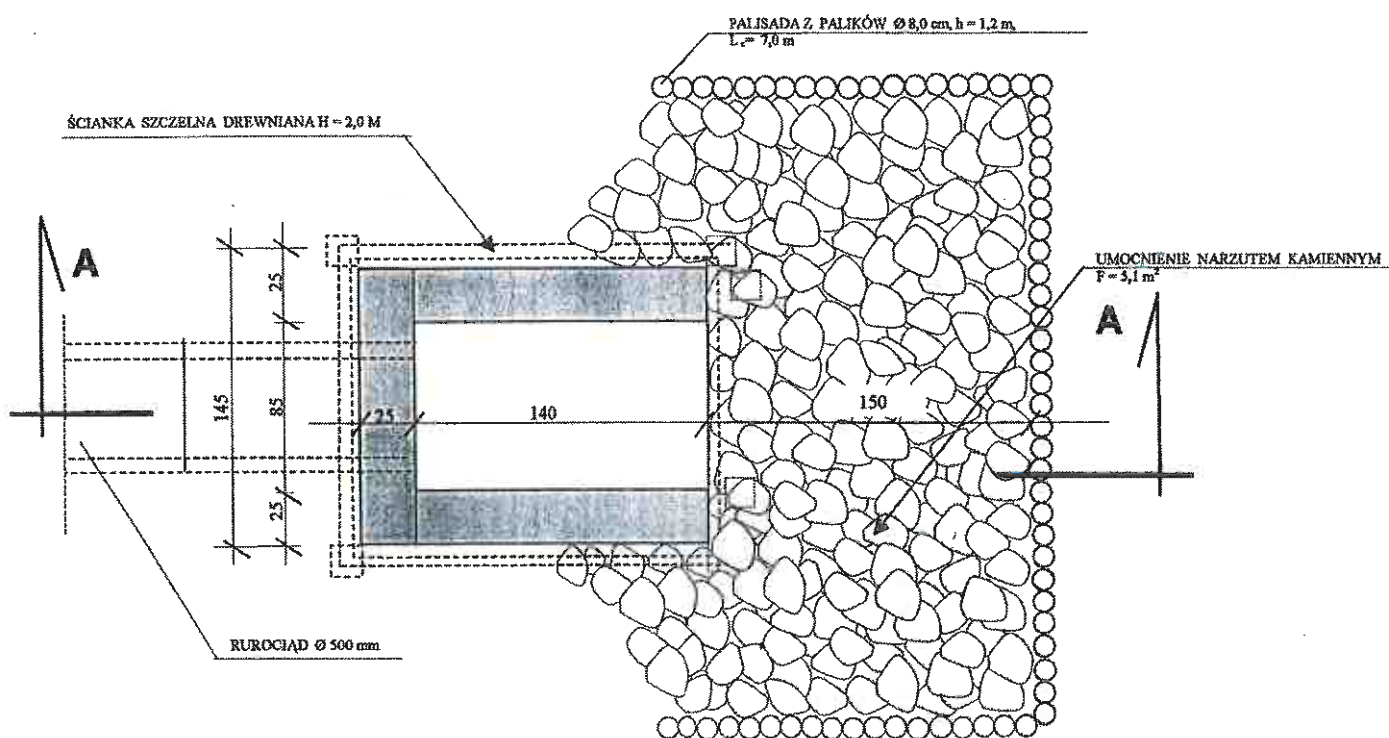 PALISADA Z PALIKÓW Ø 8,0 cm, h = 1,2 m,
L c= 7,0 m
ŚCIANKA SZCZELNA DREWNIANA H = 2,0 M
A
UMOCNIENIE NARZUTEM KAMIENNYM
F = 5,1 m²
A
25
145
85
25
25
140
150
RUROCIĄD Ø 500 mm